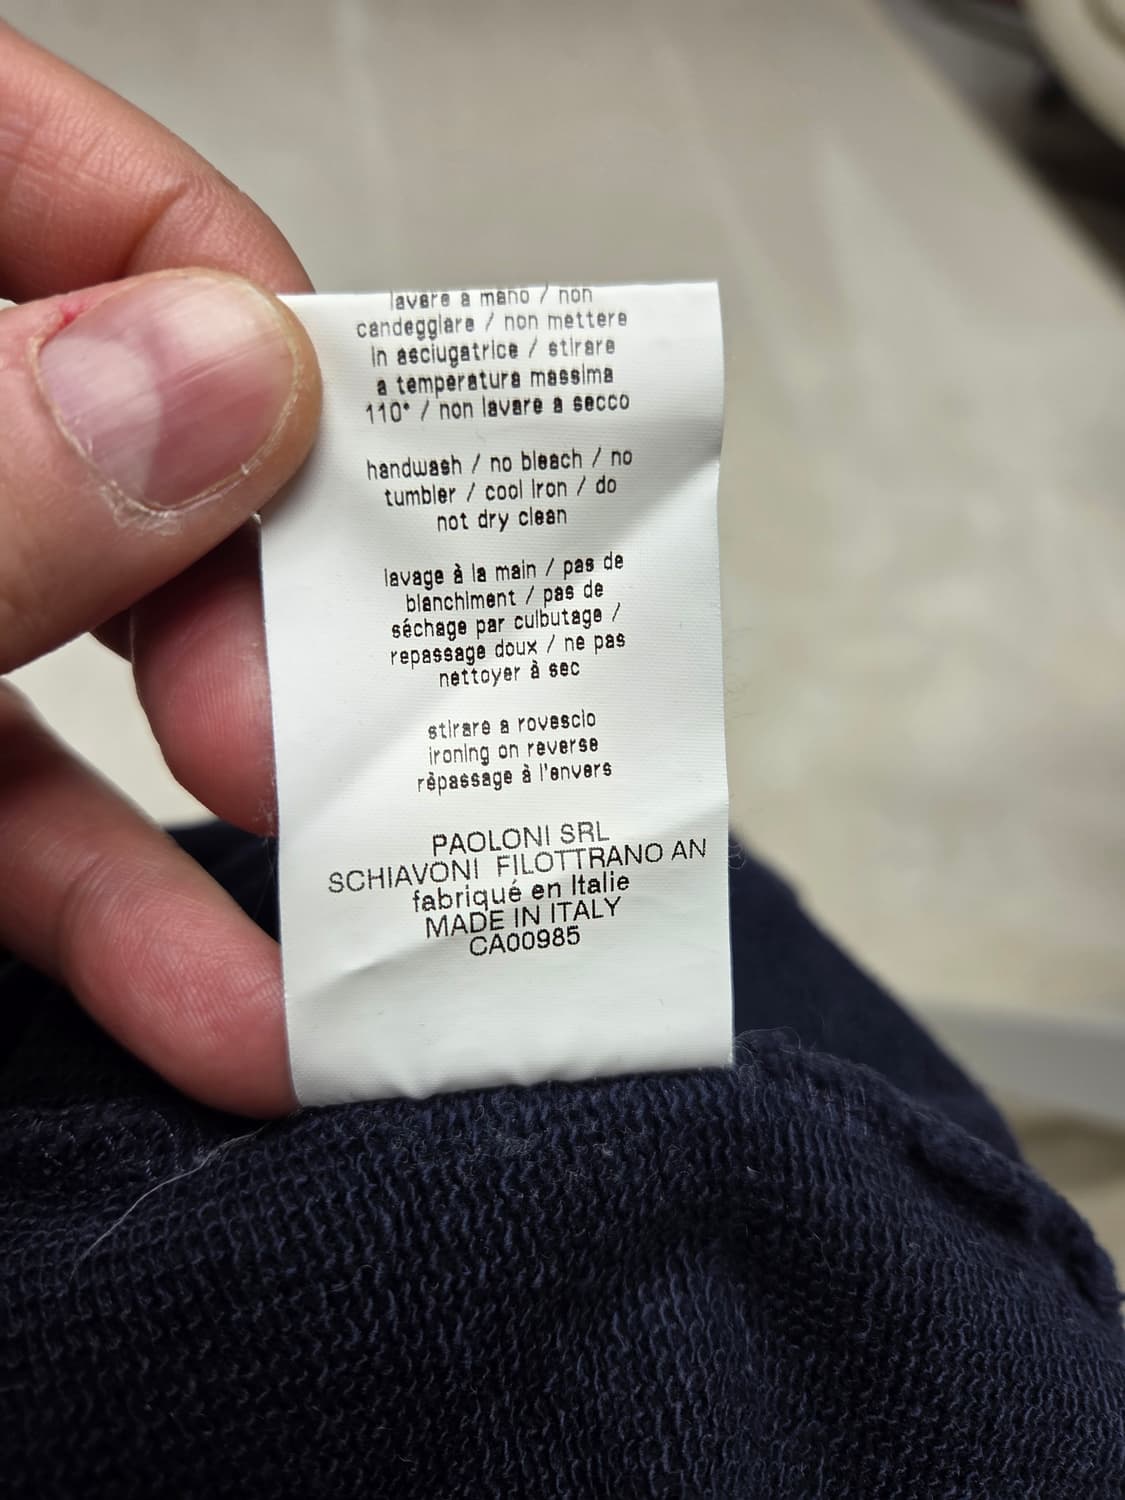 lavare a mano / non
candeggiare / non mettere
in asciugatrice / stirare
a temperatura massima
110° / non lavare a secco
handwash / no bleach / no
tumbler / cool iron / do
not dry clean
lavage à la main / pas de
blanchiment / pas de
séchage par culbutage /
repassage doux / ne pas
nettoyer à sec
stirare a rovescio
ironing on reverse
rèpassage à l'envers
PAOLONI SRL
SCHIAVONI FILOTTRANO AN
fabriqué en Italie
MADE IN ITALY
CA00985